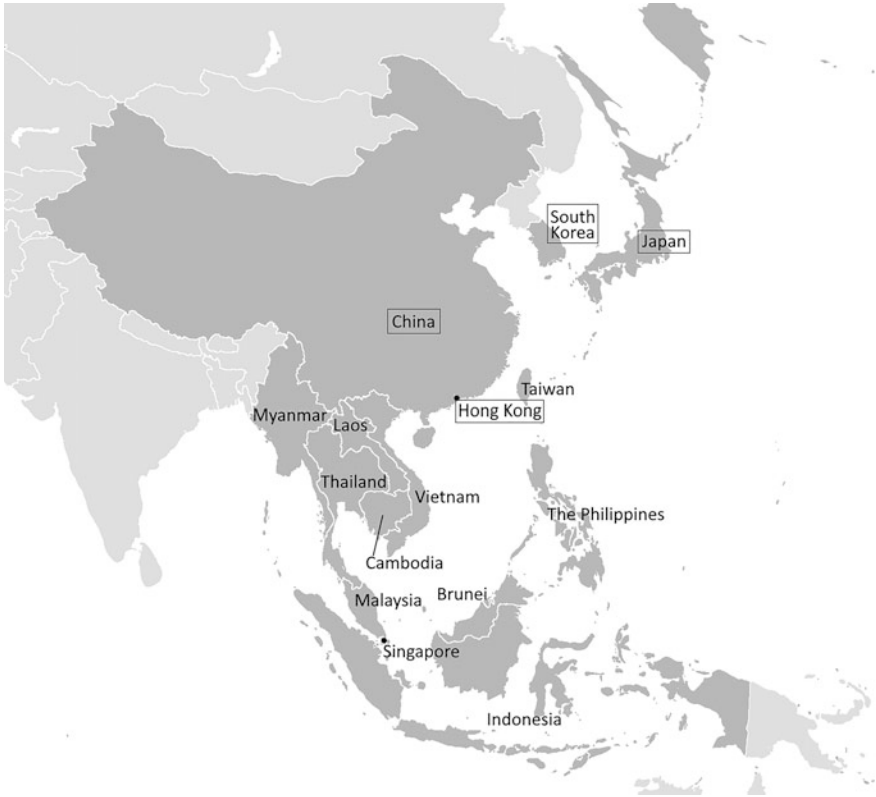 South
Korea
Japan
China
Taiwan
Hong Kong
Myanmar
Laos
Thailand
Vietnam
The Philippines
Cambodia
Brunei
Malaysia
Singapore
Indonesia